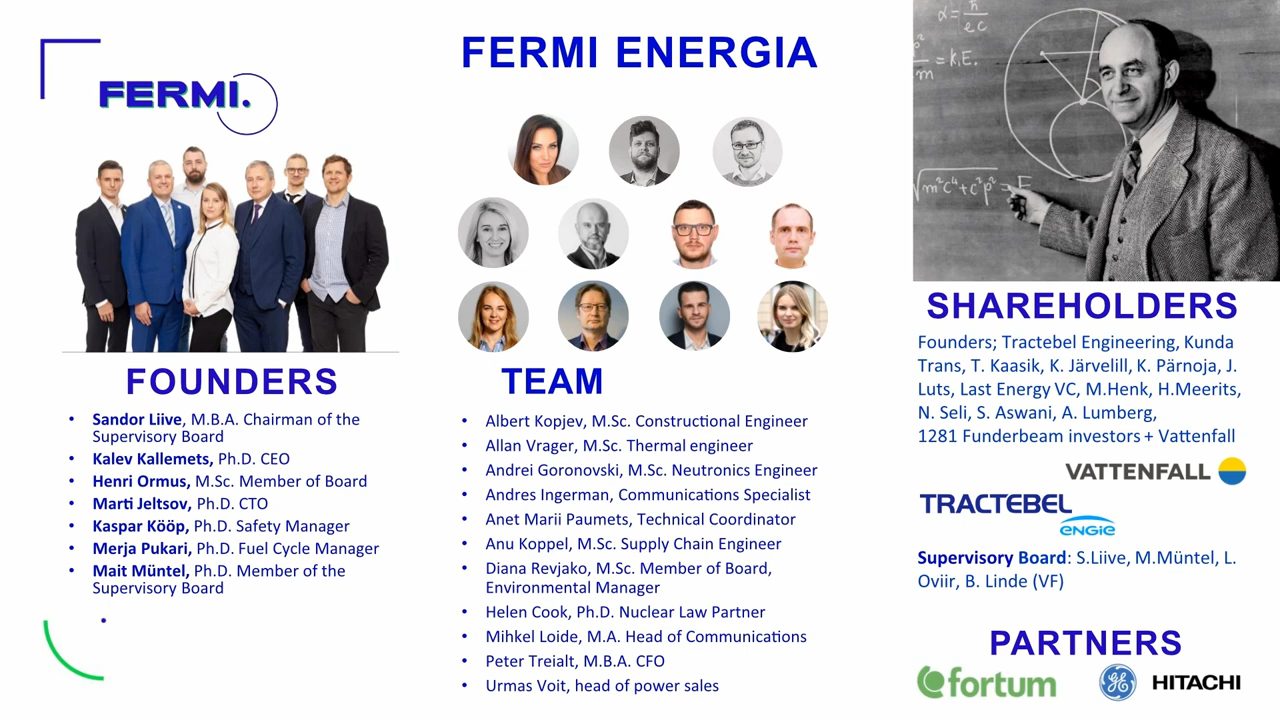 FERMI ENERGIA
FERMI.
FOUNDERS
• Sandor Liive, M.B.A. Chairman of the
Supervisory Board
• Kalev Kallemets, Ph.D. CEO
• Henri Ormus, M.Sc. Member of Board
• Marti Jeltsov, Ph.D. CTO
• Kaspar Kööp, Ph.D. Safety Manager
• Merja Pukari, Ph.D. Fuel Cycle Manager
• Mait Müntel, Ph.D. Member of the
Supervisory Board
•
TEAM
• Albert Kopjev, M.Sc. Constructional Engineer
• Allan Vrager, M.Sc. Thermal engineer
• Andrei Goronovski, M.Sc. Neutronics Engineer
• Andres Ingerman, Communications Specialist
• Anet Marii Paumets, Technical Coordinator
• Anu Koppel, M.Sc. Supply Chain Engineer
• Diana Revjako, M.Sc. Member of Board,
Environmental Manager
• Helen Cook, Ph.D. Nuclear Law Partner
• Mihkel Loide, M.A. Head of Communications
• Peter Treialt, M.B.A. CFO
• Urmas Voit, head of power sales
α = ħ
ec
= k.E.
m
√m²c⁴+c²p² = E
SHAREHOLDERS
Founders; Tractebel Engineering, Kunda
Trans, T. Kaasik, K. Järvelill, K. Pärnoja, J.
Luts, Last Energy VC, M.Henk, H.Meerits,
N. Seli, S. Aswani, A. Lumberg,
1281 Funderbeam investors + Vattenfall
VATTENFALL
TRACTEBEL
ENGIE
Supervisory Board: S.Liive, M.Müntel, L.
Oviir, B. Linde (VF)
PARTNERS
fortum
GE HITACHI